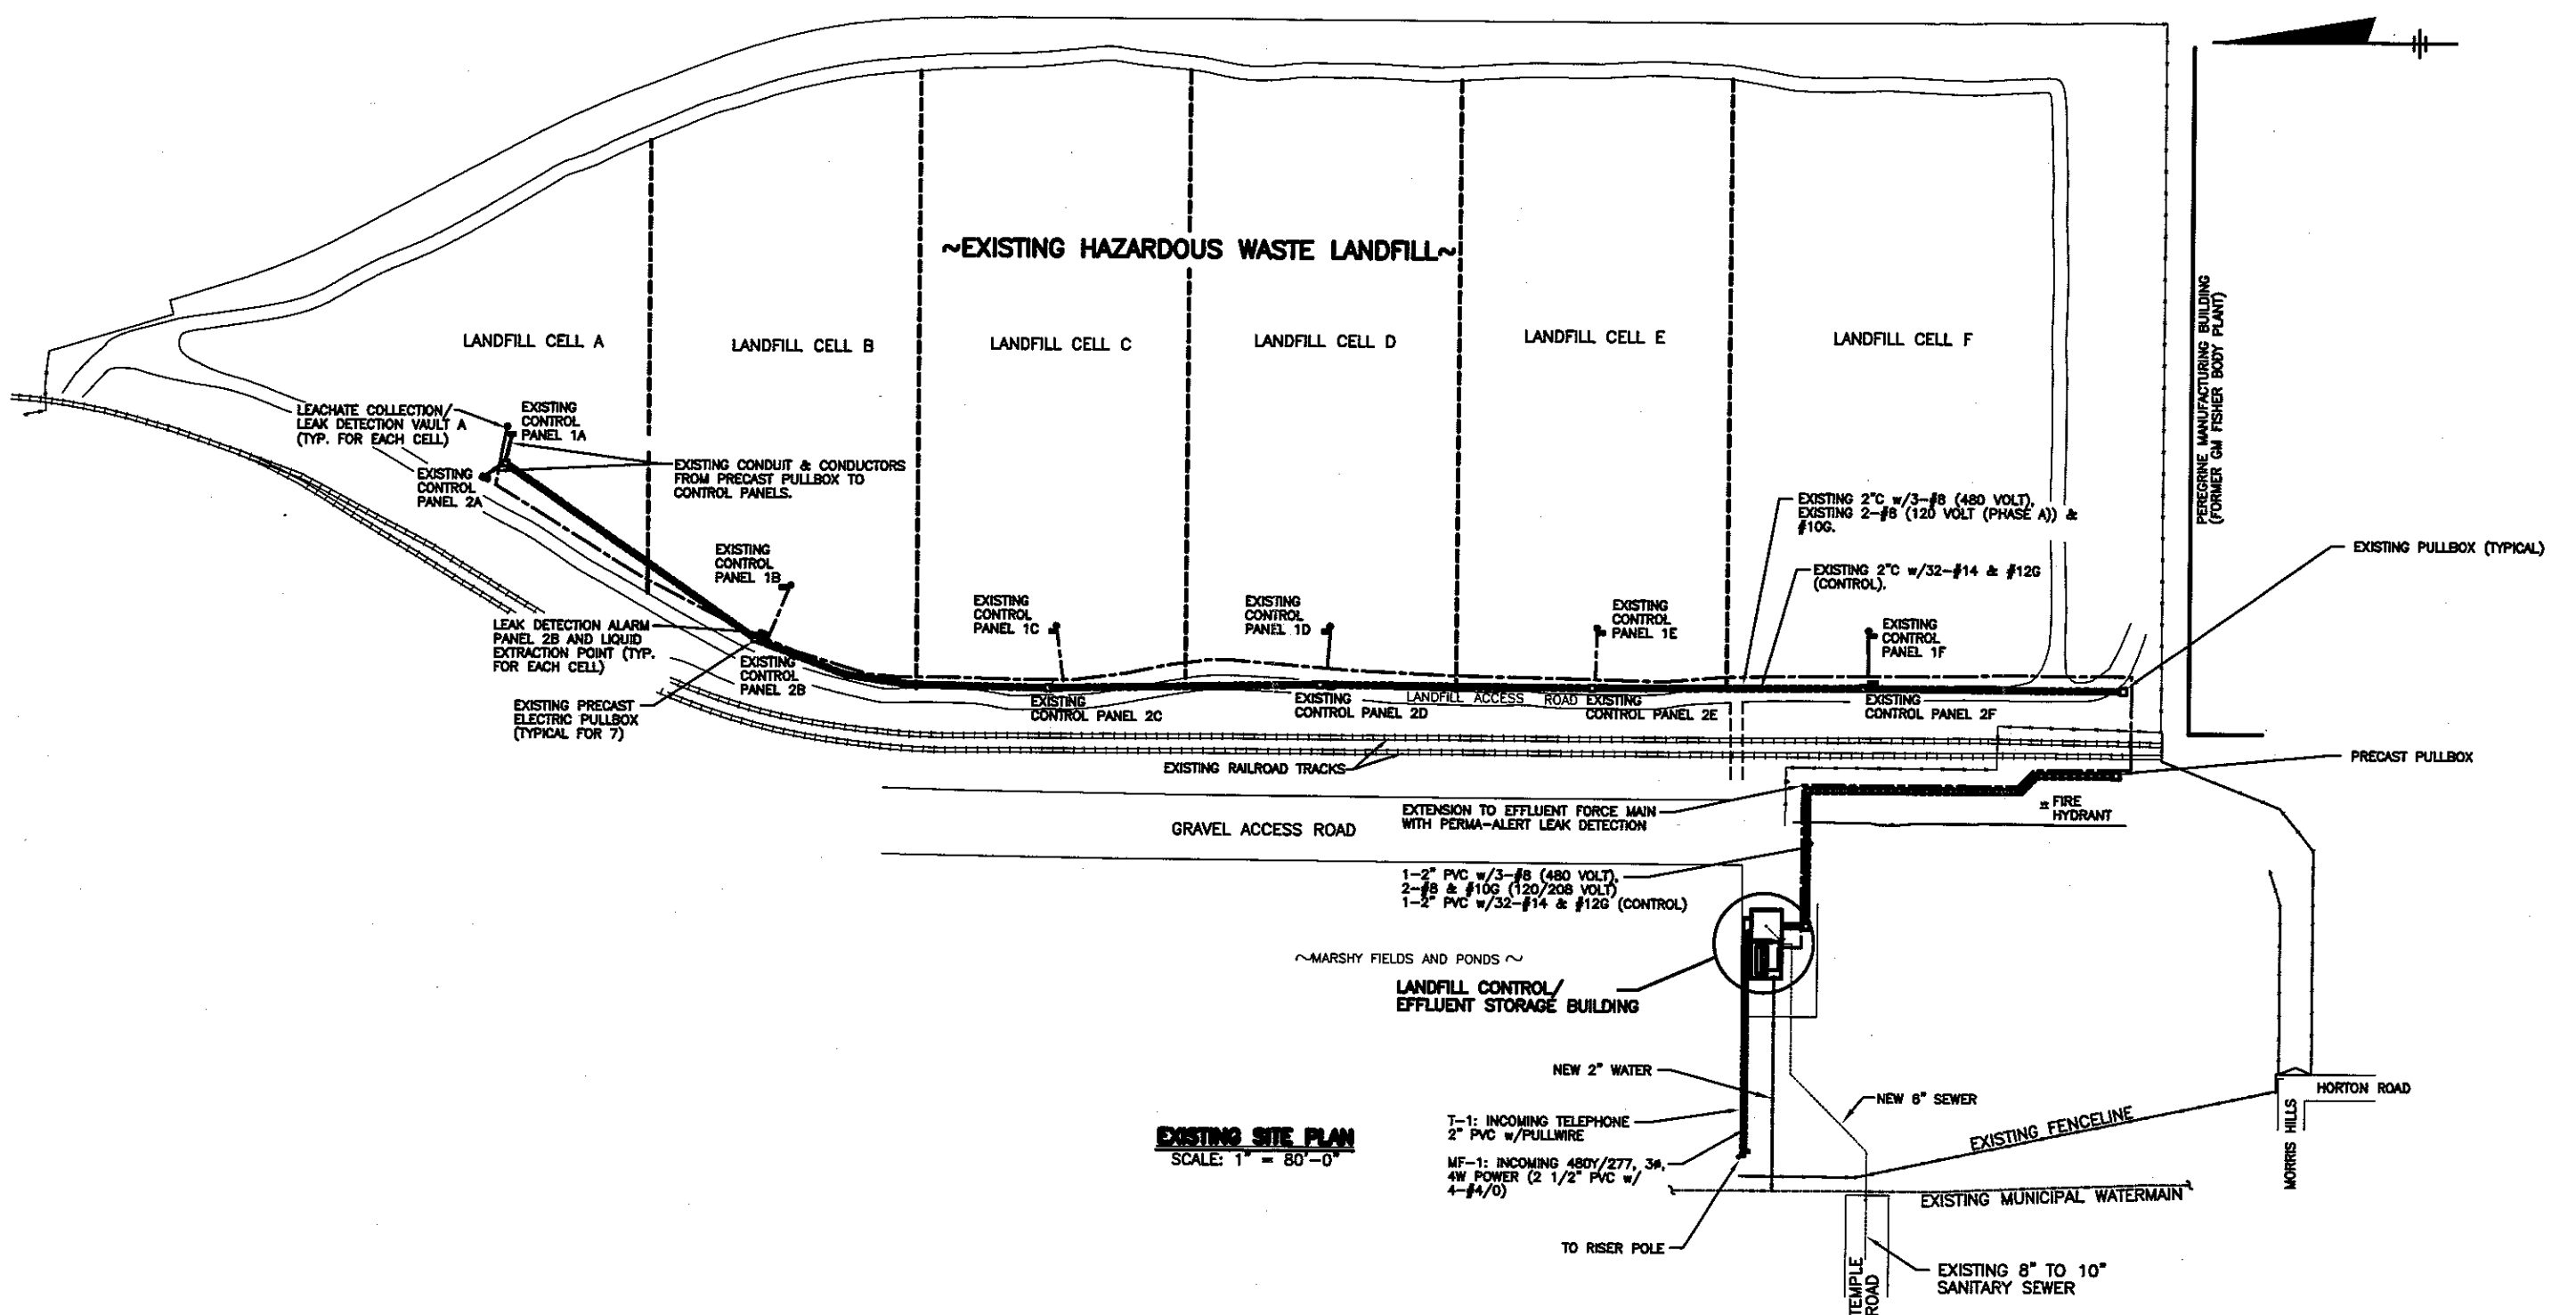 ~EXISTING HAZARDOUS WASTE LANDFILL~
LANDFILL CELL A
LANDFILL CELL B
LANDFILL CELL C
LANDFILL CELL D
LANDFILL CELL E
LANDFILL CELL F
PEREGRINE MANUFACTURING BUILDING
(FORMER GM FISHER BODY PLANT)
LEACHATE COLLECTION/
LEAK DETECTION VAULT A
(TYP. FOR EACH CELL)
EXISTING
CONTROL
PANEL 1A
EXISTING
CONTROL
PANEL 2A
EXISTING CONDUIT & CONDUCTORS
FROM PRECAST PULLBOX TO
CONTROL PANELS.
EXISTING 2"C w/3-#8 (480 VOLT),
EXISTING 2-#8 (120 VOLT (PHASE A)) &
#10G.
EXISTING PULLBOX (TYPICAL)
EXISTING 2"C w/32-#14 & #12G
(CONTROL).
EXISTING
CONTROL
PANEL 1B
EXISTING
CONTROL
PANEL 1C
EXISTING
CONTROL
PANEL 1D
EXISTING
CONTROL
PANEL 1E
EXISTING
CONTROL
PANEL 1F
LEAK DETECTION ALARM
PANEL 2B AND LIQUID
EXTRACTION POINT (TYP.
FOR EACH CELL)
EXISTING
CONTROL
PANEL 2B
EXISTING PRECAST
ELECTRIC PULLBOX
(TYPICAL FOR 7)
EXISTING
CONTROL PANEL 2C
EXISTING
CONTROL PANEL 2D
LANDFILL ACCESS ROAD
EXISTING
CONTROL PANEL 2E
EXISTING
CONTROL PANEL 2F
EXISTING RAILROAD TRACKS
PRECAST PULLBOX
EXTENSION TO EFFLUENT FORCE MAIN
WITH PERMA-ALERT LEAK DETECTION
FIRE
HYDRANT
GRAVEL ACCESS ROAD
1-2" PVC w/3-#8 (480 VOLT),
2-#8 & #10G (120/208 VOLT)
1-2" PVC w/32-#14 & #12G (CONTROL)
~MARSHY FIELDS AND PONDS ~
LANDFILL CONTROL/
EFFLUENT STORAGE BUILDING
NEW 2" WATER
NEW 6" SEWER
HORTON ROAD
MORRIS HILLS
T-1: INCOMING TELEPHONE
2" PVC w/PULLWIRE
EXISTING FENCELINE
EXISTING SITE PLAN
SCALE: 1" = 80'-0"
MF-1: INCOMING 480Y/277, 3ø,
4W POWER (2 1/2" PVC w/
4-#4/0)
EXISTING MUNICIPAL WATERMAIN
TO RISER POLE
TEMPLE
ROAD
EXISTING 8" TO 10"
SANITARY SEWER